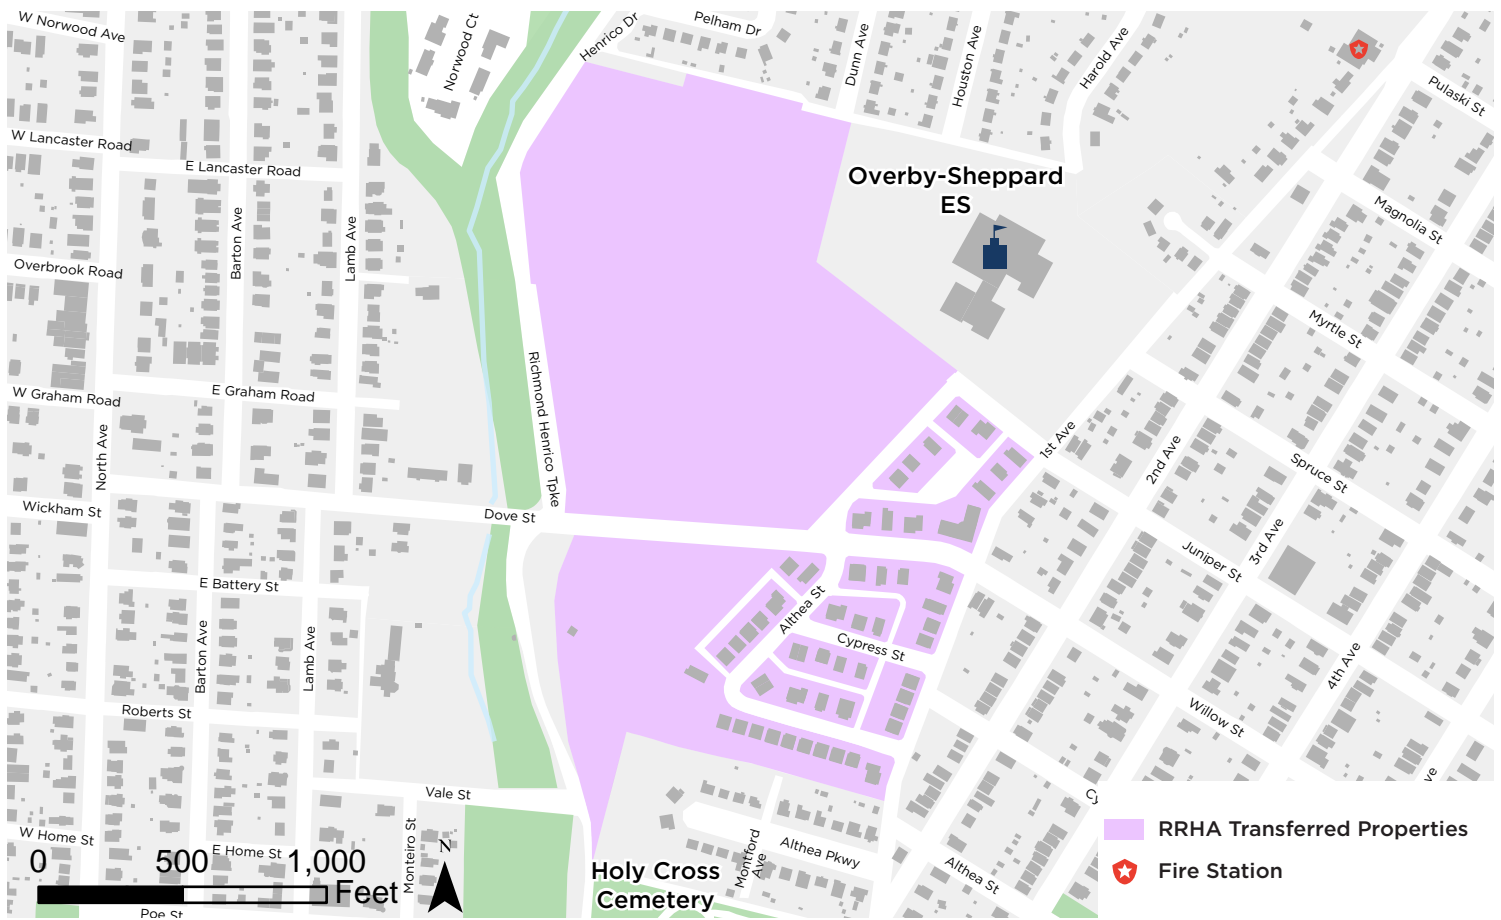 W Norwood Ave
Norwood Ct
Henrico Dr
Pelham Dr
Dunn Ave
Houston Ave
Harold Ave
Pulaski St
W Lancaster Road
E Lancaster Road
Overby-Sheppard
ES
Magnolia St
Barton Ave
Lamb Ave
Overbrook Road
Myrtle St
Richmond Henrico Tpke
W Graham Road
E Graham Road
North Ave
1st Ave
2nd Ave
Spruce St
Wickham St
Dove St
3rd Ave
Juniper St
E Battery St
Althea St
Cypress St
Barton Ave
Lamb Ave
4th Ave
Roberts St
Willow St
Vale St
Cy
ve
W Home St
E Home St
Monteiro St
Montford
Ave
Althea Pkwy
Althea St
Holy Cross
Cemetery
Poe St
0 500 1,000
Feet
N
RRHA Transferred Properties
Fire Station